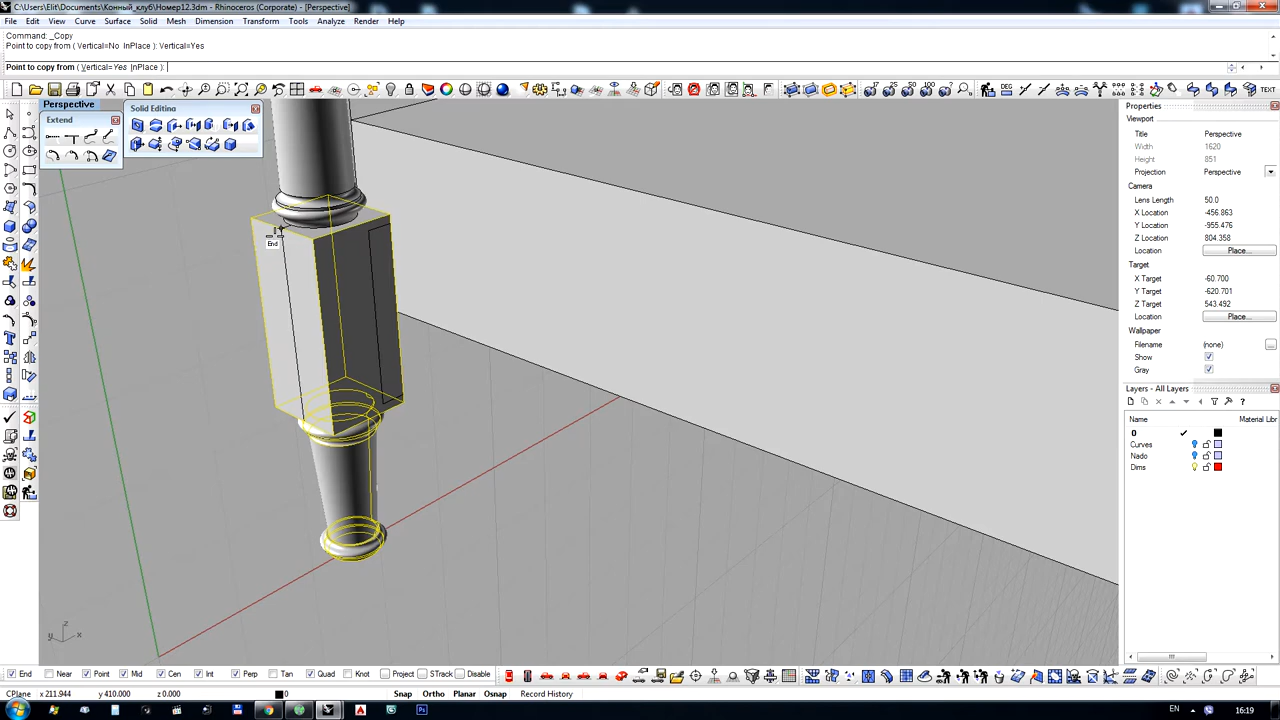 C:\Users\Elit\Documents\Конный_клуб\Номер12.3dm - Rhinoceros (Corporate) - [Perspective]
File Edit View Curve Surface Solid Mesh Dimension Transform Tools Analyze Render Help
Command: _Copy
Point to copy from ( Vertical=No InPlace ): Vertical=Yes
Point to copy from ( Vertical=Yes InPlace ):
TEXT
Perspective
Solid Editing
Extend
End
Properties
Viewport
Title Perspective
Width 1620
Height 851
Projection Perspective
Camera
Lens Length 50.0
X Location -456.863
Y Location -955.476
Z Location 804.358
Location Place...
Target
X Target -60.700
Y Target -620.701
Z Target 543.492
Location Place...
Wallpaper
Filename (none)
Show
Gray
Layers - All Layers
Name Material Libr
0
Curves
Nado
Dims
z
y x
End Near Point Mid Cen Int Perp Tan Quad Knot Project STrack Disable
CPlane x 211.944 y 410.000 z 0.000 0 Snap Ortho Planar Osnap Record History
EN 16:19